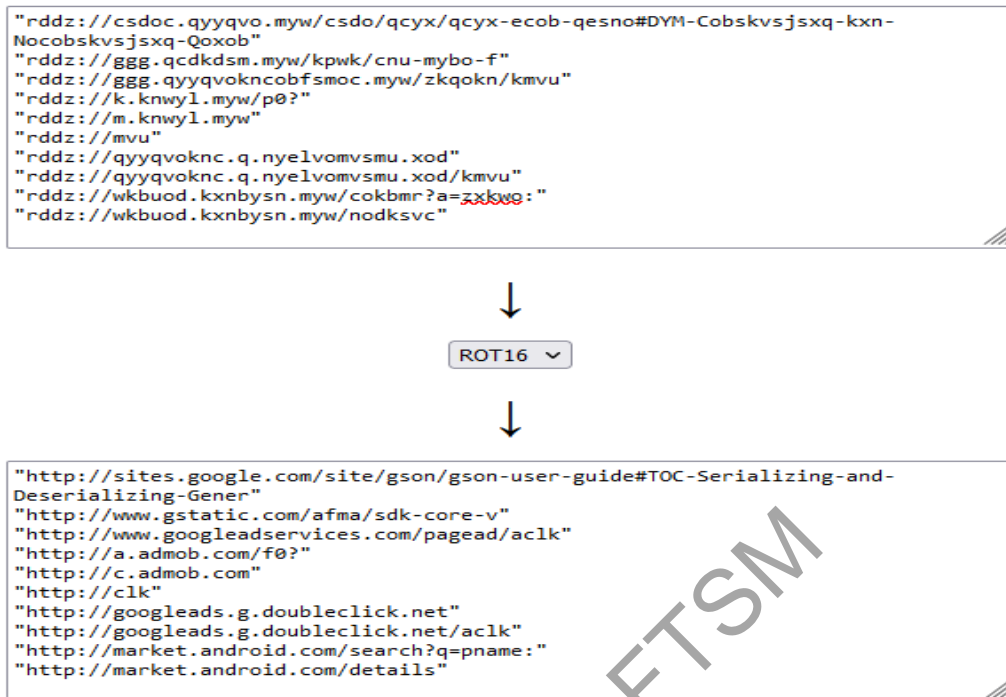 "rddz://csdoc.qyyqvo.myw/csdo/qcyx/qcyx-ecob-qesno#DYM-Cobskvsjsxq-kxn-
Nocobskvsjsxq-Qoxob"
"rddz://ggg.qcdkdsm.myw/kpwk/cnu-mybo-f"
"rddz://ggg.qyyqvokncobfsmoc.myw/zkqokn/kmvu"
"rddz://k.knwyl.myw/p0?"
"rddz://m.knwyl.myw"
"rddz://mvu"
"rddz://qyyqvoknc.q.nyelvomvsmu.xod"
"rddz://qyyqvoknc.q.nyelvomvsmu.xod/kmvu"
"rddz://wkbuod.kxnbysn.myw/cokbmr?a=zxkwo:"
"rddz://wkbuod.kxnbysn.myw/nodksvc"
↓
ROT16
↓
"http://sites.google.com/site/gson/gson-user-guide#TOC-Serializing-and-
Deserializing-Gener"
"http://www.gstatic.com/afma/sdk-core-v"
"http://www.googleadservices.com/pagead/aclk"
"http://a.admob.com/f0?"
"http://c.admob.com"
"http://clk"
"http://googleads.g.doubleclick.net"
"http://googleads.g.doubleclick.net/aclk"
"http://market.android.com/search?q=pname:"
"http://market.android.com/details"
FTSM